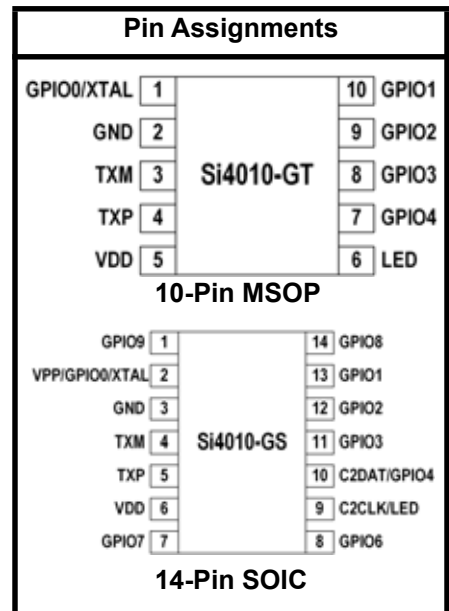 Pin Assignments
GPIO0/XTAL 1 10 GPIO1
GND 2 9 GPIO2
TXM 3 Si4010-GT 8 GPIO3
TXP 4 7 GPIO4
VDD 5 6 LED
10-Pin MSOP
GPIO9 1 14 GPIO8
VPP/GPIO0/XTAL 2 13 GPIO1
GND 3 12 GPIO2
TXM 4 Si4010-GS 11 GPIO3
TXP 5 10 C2DAT/GPIO4
VDD 6 9 C2CLK/LED
GPIO7 7 8 GPIO6
14-Pin SOIC